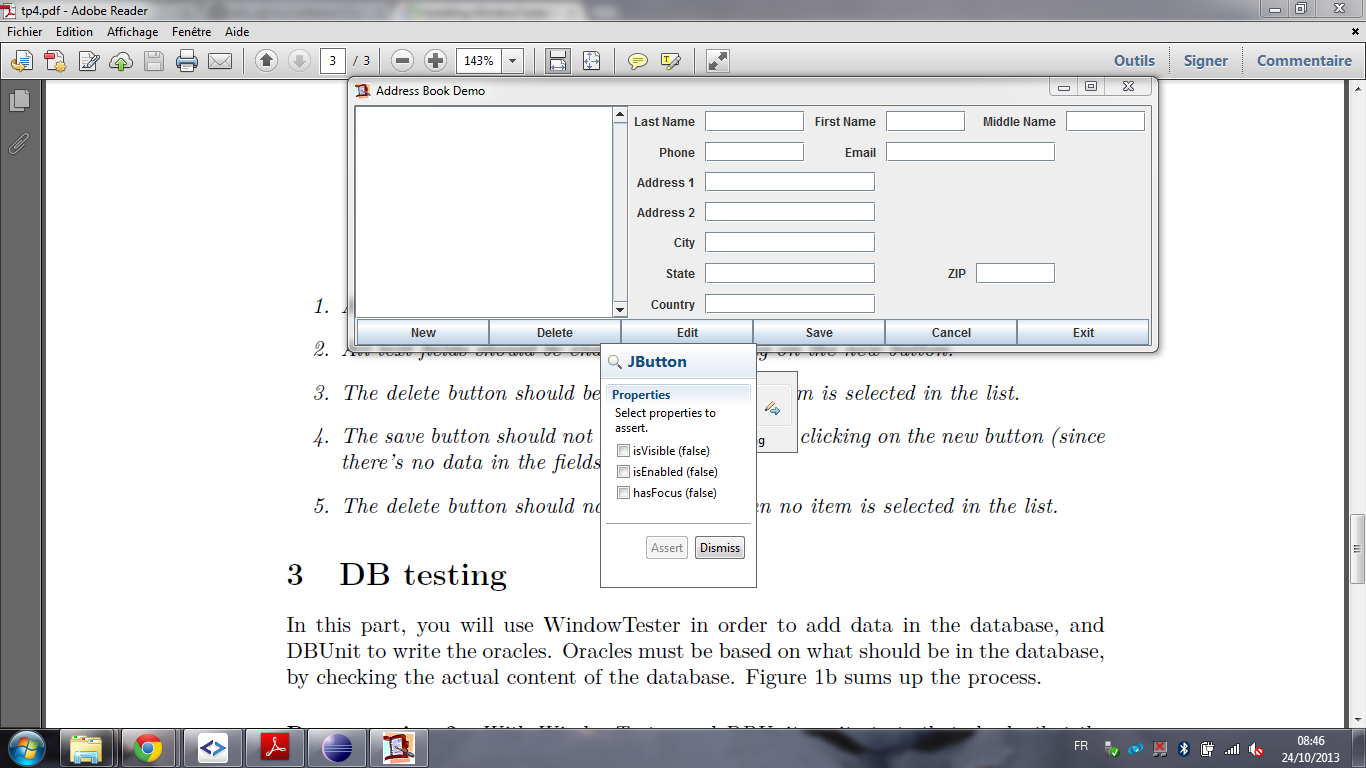 tp4.pdf - Adobe Reader
Fichier Edition Affichage Fenêtre Aide
3 / 3 143% Outils Signer Commentaire
Address Book Demo
Last Name First Name Middle Name
Phone Email
Address 1
Address 2
City
State ZIP
Country
New Delete Edit Save Cancel Exit
1.
2. on the new button.
JButton
Properties
Select properties to
assert.
isVisible (false)
isEnabled (false)
hasFocus (false)
Assert Dismiss
3. The delete button should be m is selected in the list.
4. The save button should not clicking on the new button (since
there's no data in the fields
5. The delete button should no en no item is selected in the list.
3 DB testing
In this part, you will use WindowTester in order to add data in the database, and
DBUnit to write the oracles. Oracles must be based on what should be in the database,
by checking the actual content of the database. Figure 1b sums up the process.
FR 08:46
24/10/2013